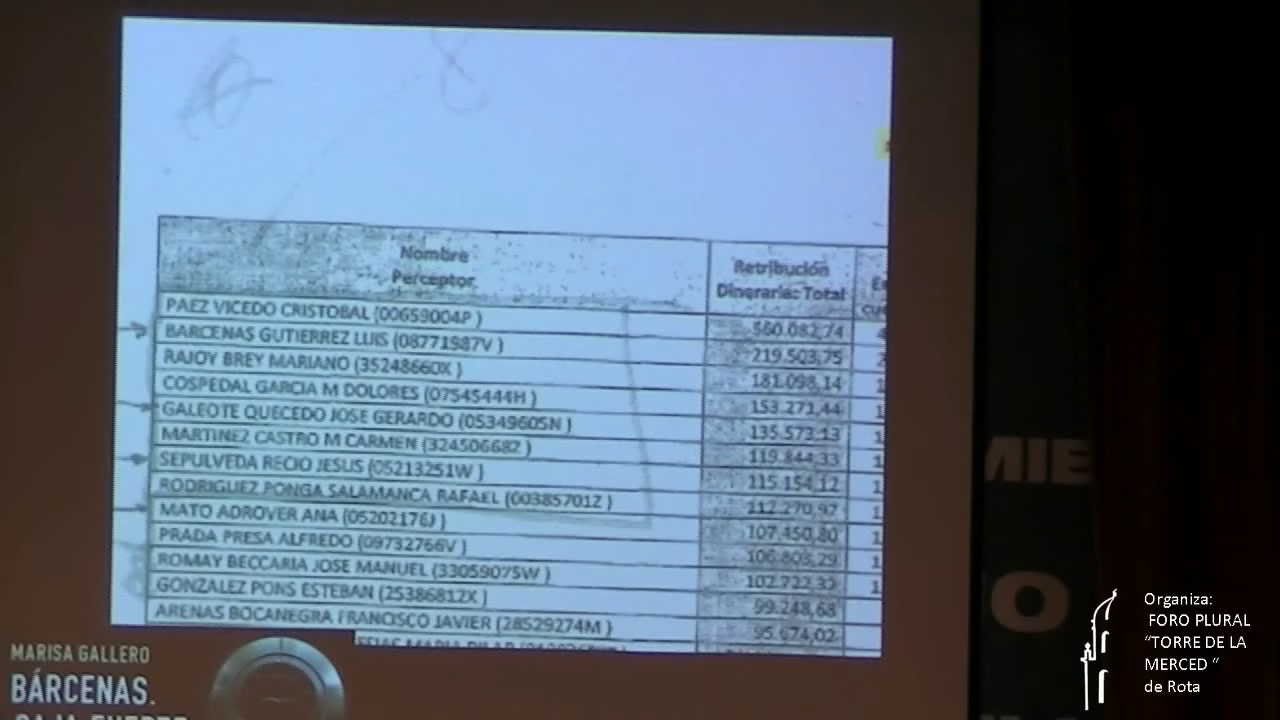 Nombre
Perceptor
Retribución
Dineraria: Total
PAEZ VICEDO CRISTOBAL (00659004P) 560.082,74
BARCENAS GUTIERREZ LUIS (08771987V) 219.503,75
RAJOY BREY MARIANO (35248660X) 181.098,14
COSPEDAL GARCIA M DOLORES (07545444H) 153.273,44
GALEOTE QUECEDO JOSE GERARDO (05349605N) 135.573,13
MARTINEZ CASTRO M CARMEN (32450668Z) 119.844,33
SEPULVEDA RECIO JESUS (05213251W) 115.154,12
RODRIGUEZ PONGA SALAMANCA RAFAEL (00385701Z) 112.270,97
MATO ADROVER ANA (05202176J) 107.450,80
PRADA PRESA ALFREDO (09732766V) 106.803,29
ROMAY BECCARIA JOSE MANUEL (33059075W) 102.722,32
GONZALEZ PONS ESTEBAN (25386812X) 99.248,68
ARENAS BOCANEGRA FRANCISCO JAVIER (28529274M) 95.674,02
MARISA GALLERO
BÁRCENAS.
MIE
O
Organiza:
FORO PLURAL
“TORRE DE LA
MERCED “
de Rota